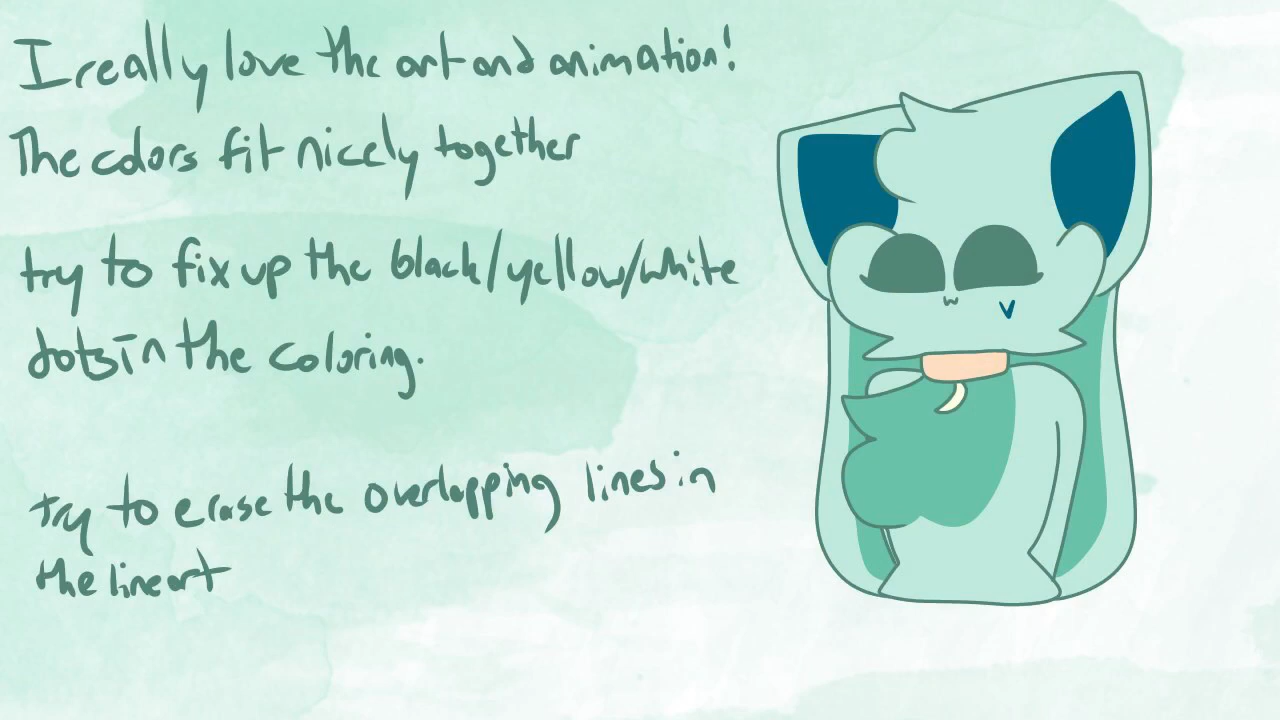 I really love the art and animation!
The colors fit nicely together
try to fix up the black/yellow/white
dots in the coloring.
try to erase the overlapping lines in
the lineart